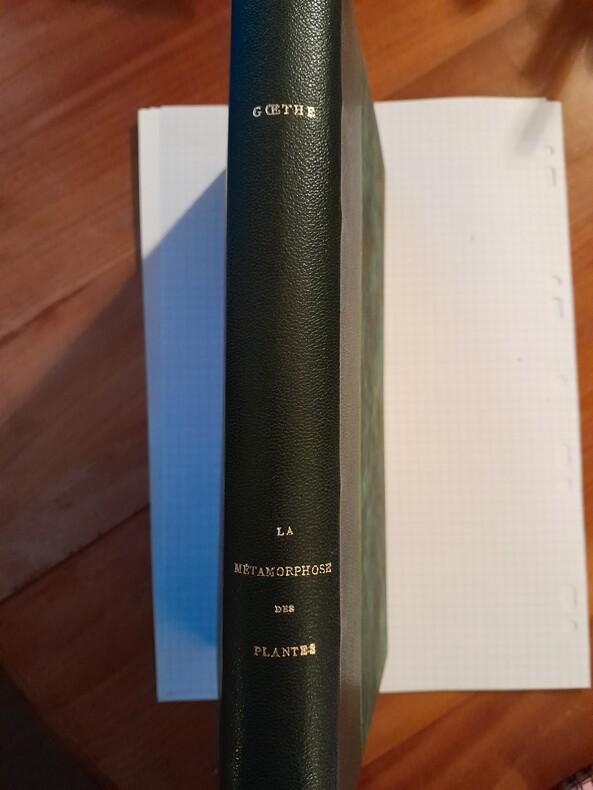 GŒTHE
LA
MÉTAMORPHOSE
DES
PLANTES